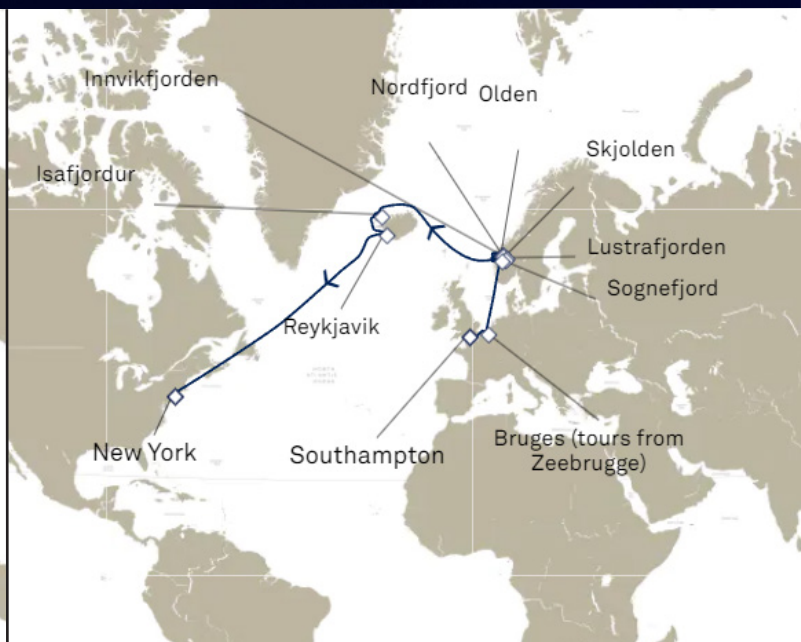 Innvikfjorden
Nordfjord
Olden
Skjolden
Isafjordur
Lustrafjorden
Sognefjord
Reykjavik
New York
Southampton
Bruges (tours from
Zeebrugge)